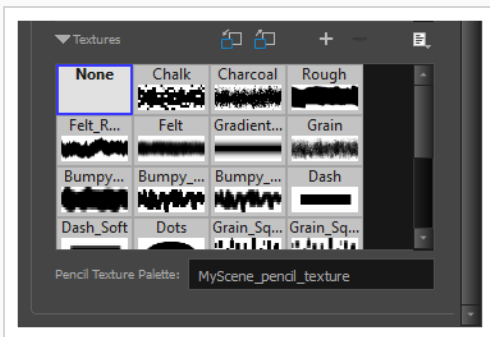 Textures
None Chalk Charcoal Rough
Felt_R... Felt Gradient... Grain
Bumpy... Bumpy_... Bumpy_... Dash
Dash_Soft Dots Grain_Sq... Grain_Sq...
Pencil Texture Palette: MyScene_pencil_texture